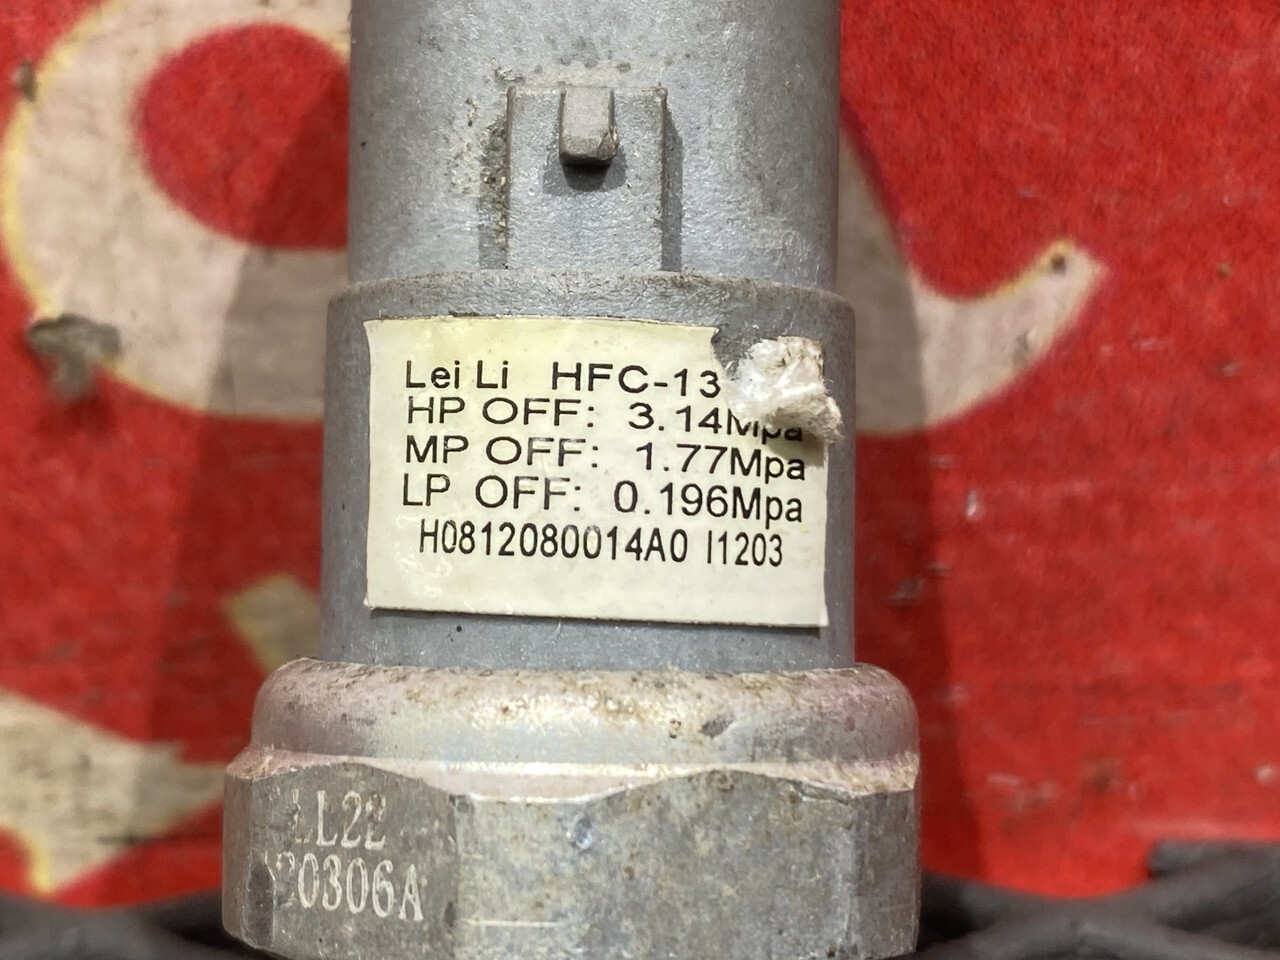 Lei Li HFC-13
HP OFF: 3.14Mpa
MP OFF: 1.77Mpa
LP OFF: 0.196Mpa
H0812080014A0 I1203
LL22
20306A